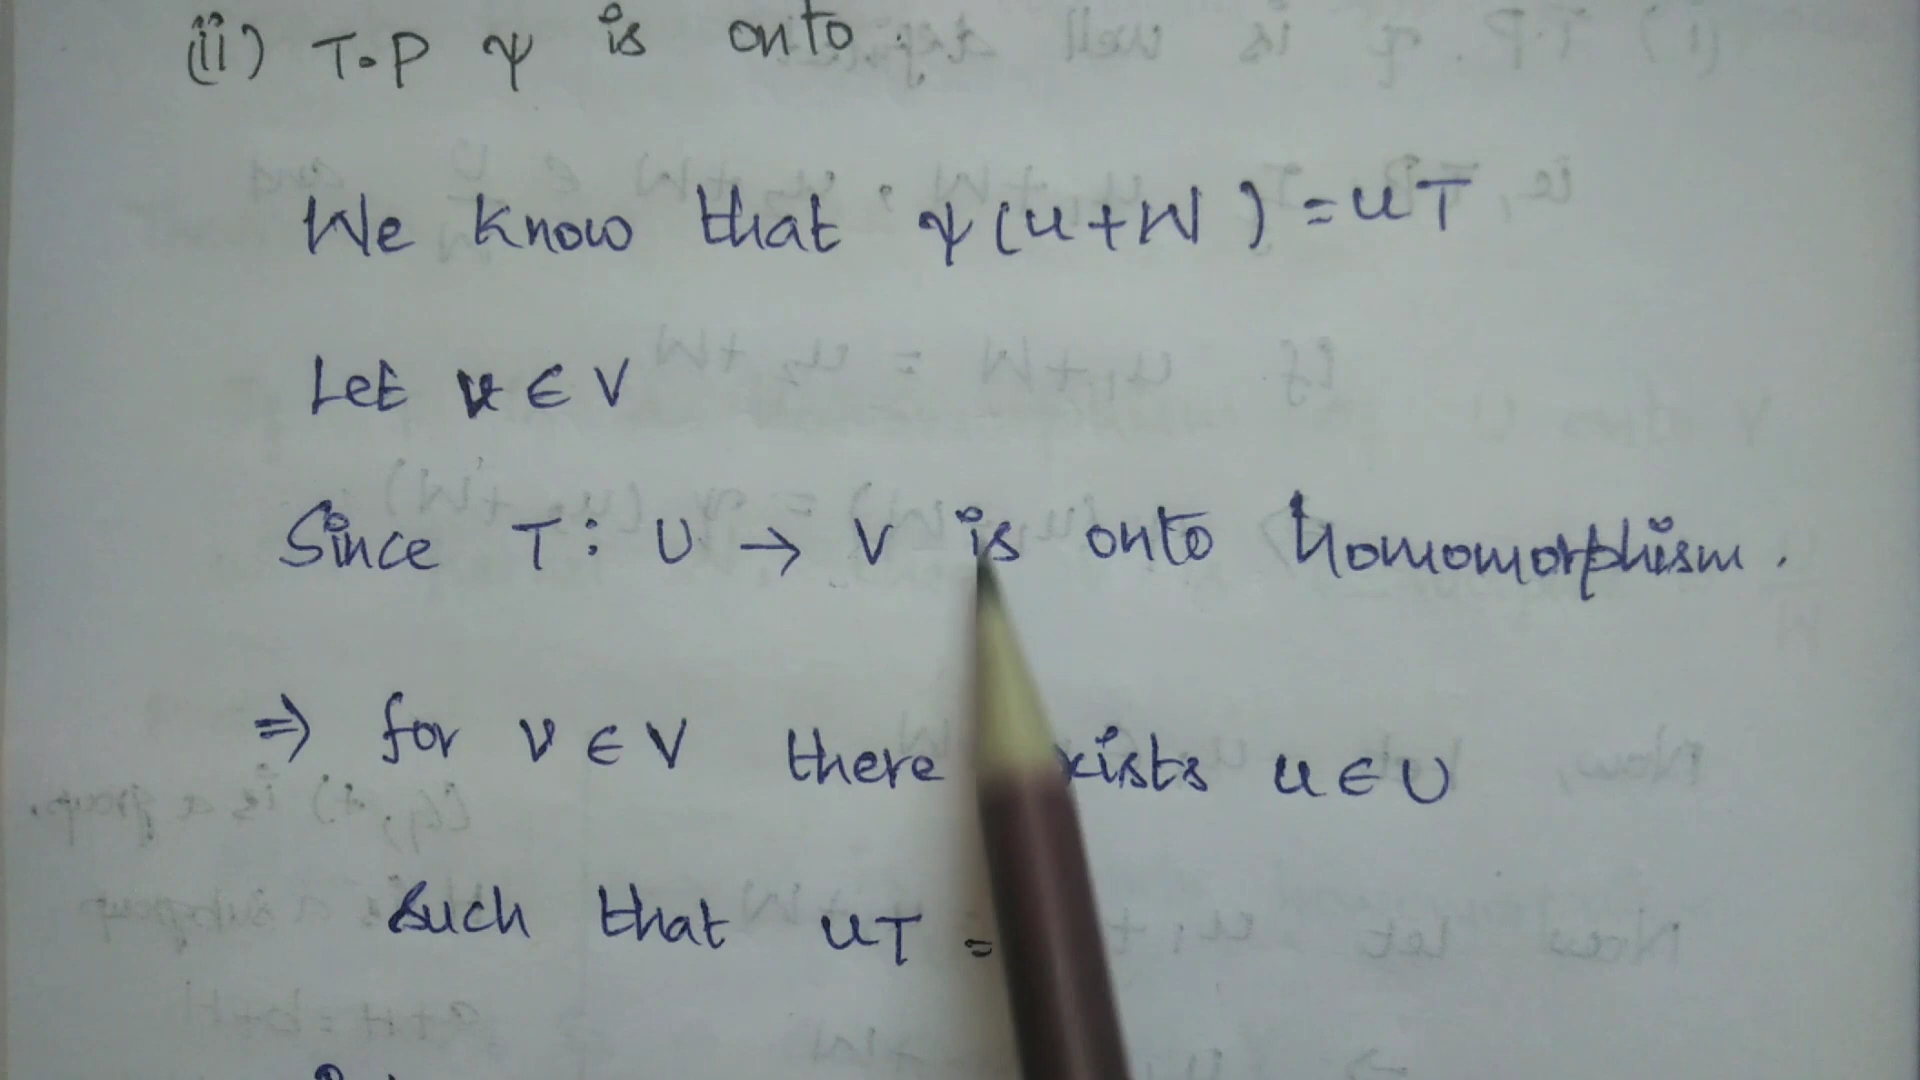 (ii) T.P ψ is onto.
We know that ψ(u+W) = uT
Let v ∈ V
Since T: U → V is onto homomorphism.
⇒ for v ∈ V there xists u ∈ U
such that uT =